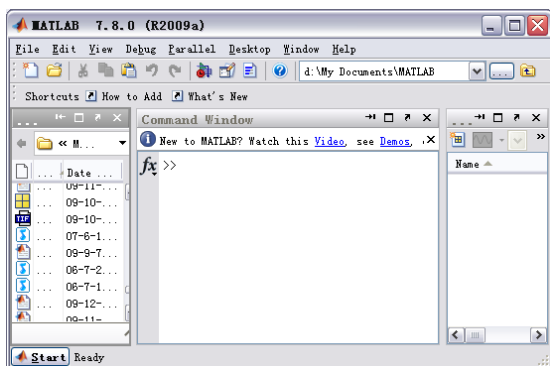 MATLAB 7.8.0 (R2009a)
File Edit View Debug Parallel Desktop Window Help
d:\My Documents\MATLAB
Shortcuts How to Add What's New
... Command Window ...
« M... New to MATLAB? Watch this Video, see Demos, »
... Date ... fx >> Name
09-11-...
... 09-10-...
TIF ... 09-10-...
... 07-6-1...
... 09-9-7...
... 06-7-2...
... 06-7-1...
... 09-12-...
09-11-
Start Ready